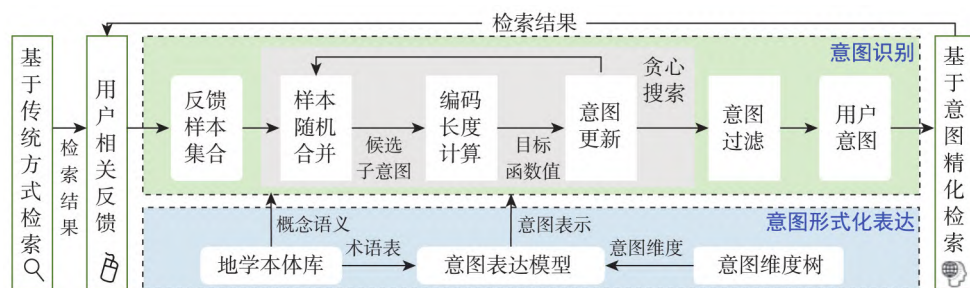 检索结果
基于传统方式检索
检索结果
用户相关反馈
意图识别
反馈
样本
集合
样本
随机
合并
候选
子意图
编码
长度
计算
目标
函数值
意图
更新
贪心
搜索
意图
过滤
用户
意图
基于意图精化检索
概念语义
意图表示
意图形式化表达
地学本体库
术语表
意图表达模型
意图维度
意图维度树